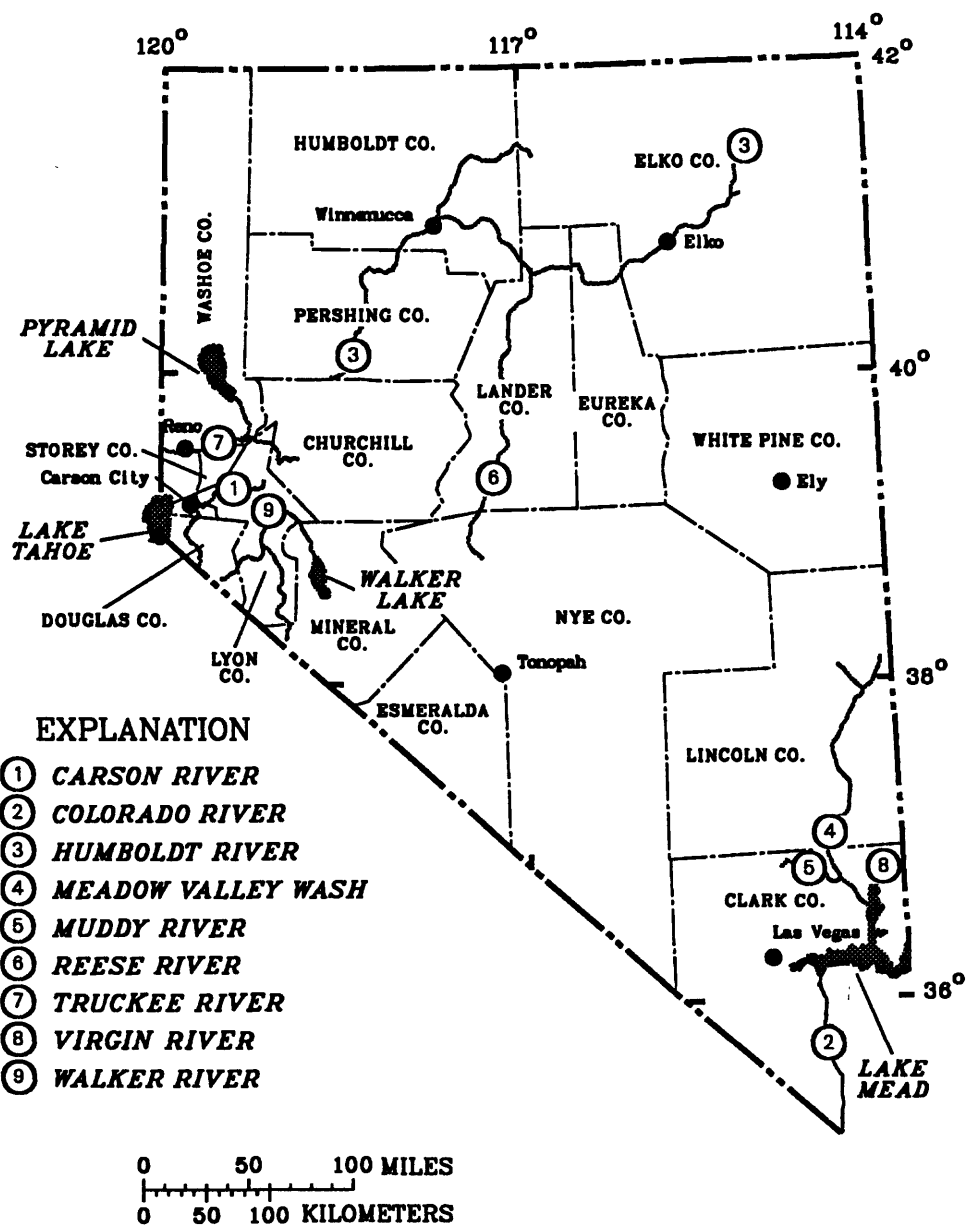 120°
117°
114°
42°
HUMBOLDT CO.
3
ELKO CO.
WASHOE CO.
Winnemucca
Elko
PERSHING CO.
PYRAMID
LAKE
3
40°
LANDER
CO.
EUREKA
CO.
Reno
7
CHURCHILL
CO.
WHITE PINE CO.
STOREY CO.
Carson City
1
6
Ely
9
LAKE
TAHOE
WALKER
LAKE
DOUGLAS CO.
MINERAL
CO.
NYE CO.
LYON
CO.
Tonopah
38°
ESMERALDA
CO.
LINCOLN CO.
4
5
8
CLARK CO.
Las Vegas
36°
2
LAKE
MEAD
EXPLANATION
1 CARSON RIVER
2 COLORADO RIVER
3 HUMBOLDT RIVER
4 MEADOW VALLEY WASH
5 MUDDY RIVER
6 REESE RIVER
7 TRUCKEE RIVER
8 VIRGIN RIVER
9 WALKER RIVER
0 50 100 MILES
0 50 100 KILOMETERS